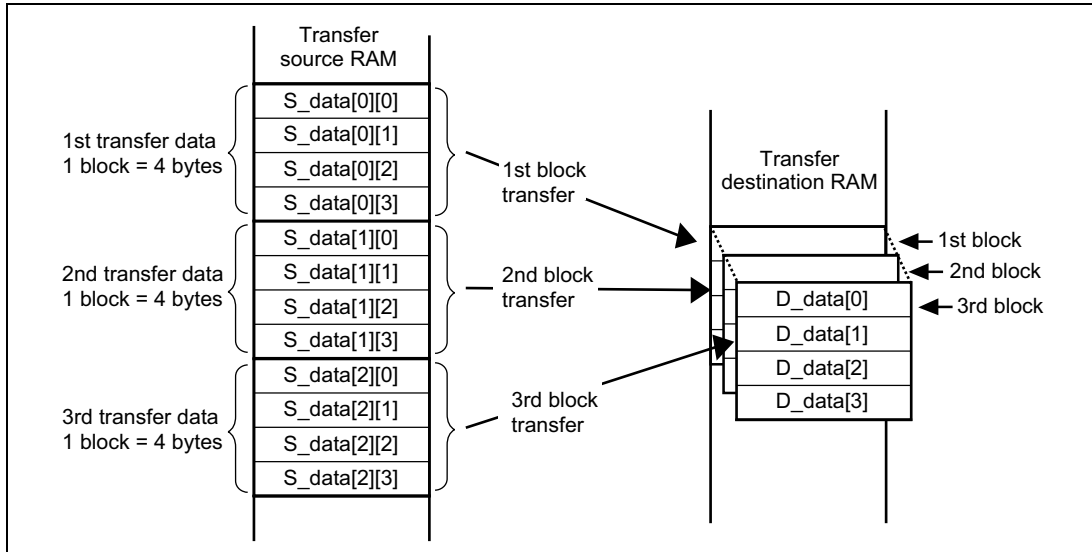 Transfer
source RAM
S_data[0][0]
S_data[0][1]
S_data[0][2]
S_data[0][3]
S_data[1][0]
S_data[1][1]
S_data[1][2]
S_data[1][3]
S_data[2][0]
S_data[2][1]
S_data[2][2]
S_data[2][3]
1st transfer data
1 block = 4 bytes
2nd transfer data
1 block = 4 bytes
3rd transfer data
1 block = 4 bytes
1st block
transfer
2nd block
transfer
3rd block
transfer
Transfer
destination RAM
1st block
2nd block
3rd block
D_data[0]
D_data[1]
D_data[2]
D_data[3]